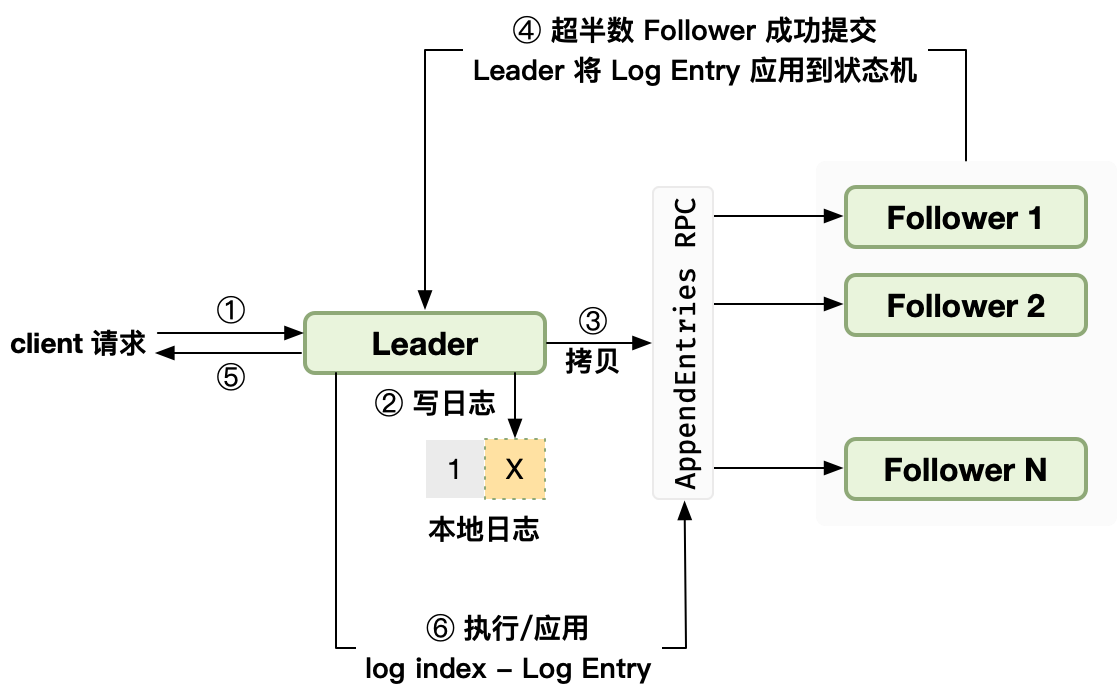 ④ 超半数 Follower 成功提交
Leader 将 Log Entry 应用到状态机
Follower 1
Follower 2
Follower N
AppendEntries RPC
①
client 请求
⑤
Leader
③
拷贝
② 写日志
1
X
本地日志
⑥ 执行/应用
log index – Log Entry